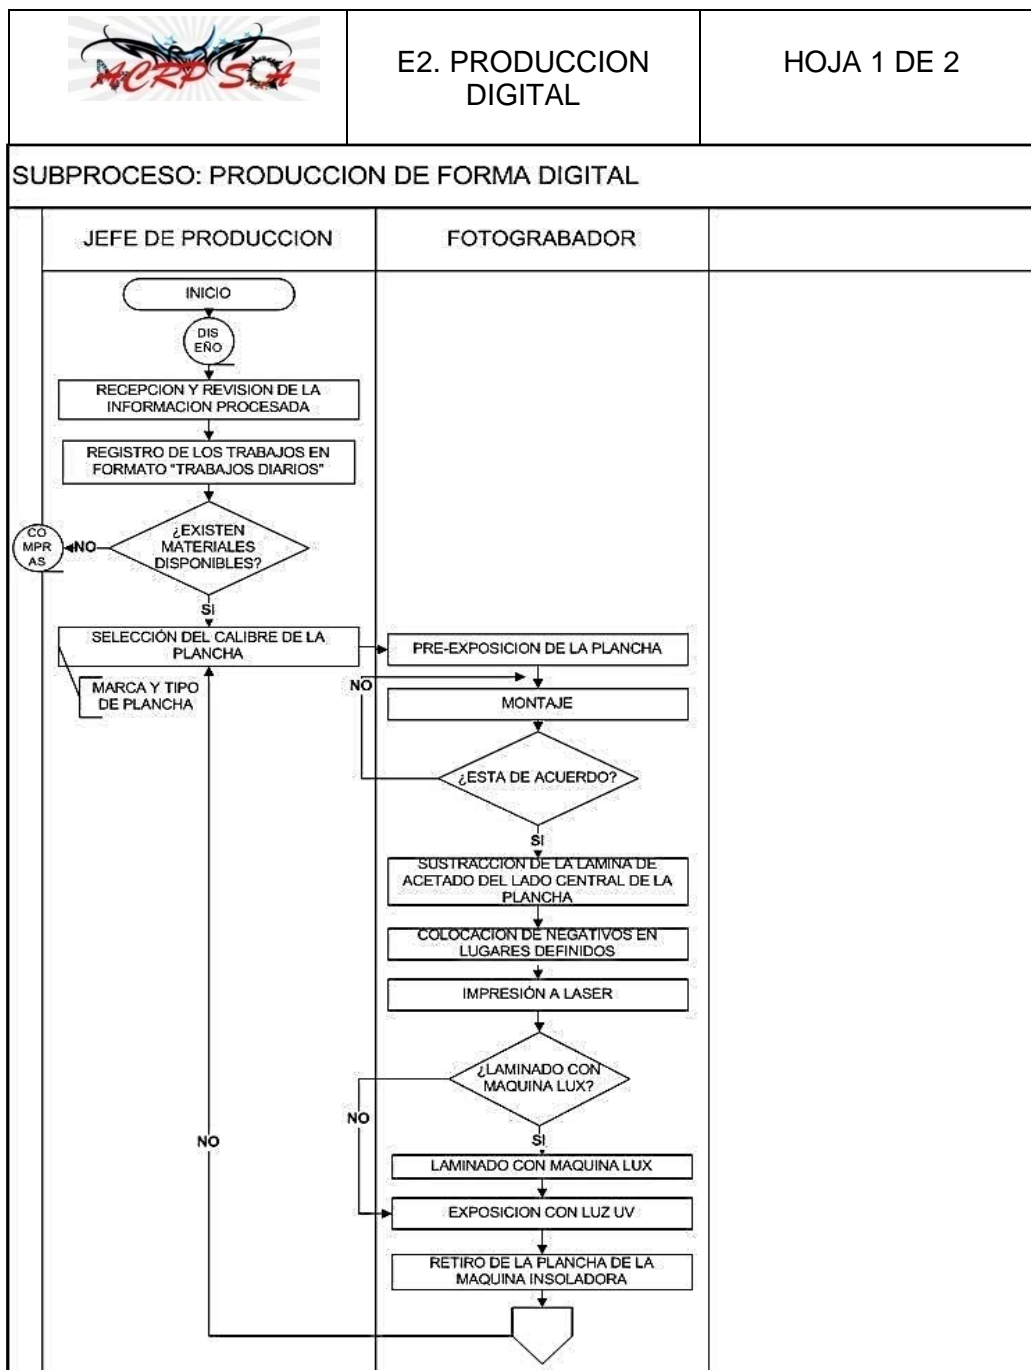 ACRP SOA
E2. PRODUCCION
DIGITAL
HOJA 1 DE 2
SUBPROCESO: PRODUCCION DE FORMA DIGITAL
JEFE DE PRODUCCION
FOTOGRABADOR
INICIO
DIS
EÑO
RECEPCION Y REVISION DE LA
INFORMACION PROCESADA
REGISTRO DE LOS TRABAJOS EN
FORMATO "TRABAJOS DIARIOS"
¿EXISTEN
MATERIALES
DISPONIBLES?
NO
CO
MPR
AS
SI
SELECCIÓN DEL CALIBRE DE LA
PLANCHA
MARCA Y TIPO
DE PLANCHA
PRE-EXPOSICION DE LA PLANCHA
NO
MONTAJE
¿ESTA DE ACUERDO?
SI
SUSTRACCION DE LA LAMINA DE
ACETADO DEL LADO CENTRAL DE LA
PLANCHA
COLOCACION DE NEGATIVOS EN
LUGARES DEFINIDOS
IMPRESIÓN A LASER
¿LAMINADO CON
MAQUINA LUX?
NO
SI
NO
LAMINADO CON MAQUINA LUX
EXPOSICION CON LUZ UV
RETIRO DE LA PLANCHA DE LA
MAQUINA INSOLADORA